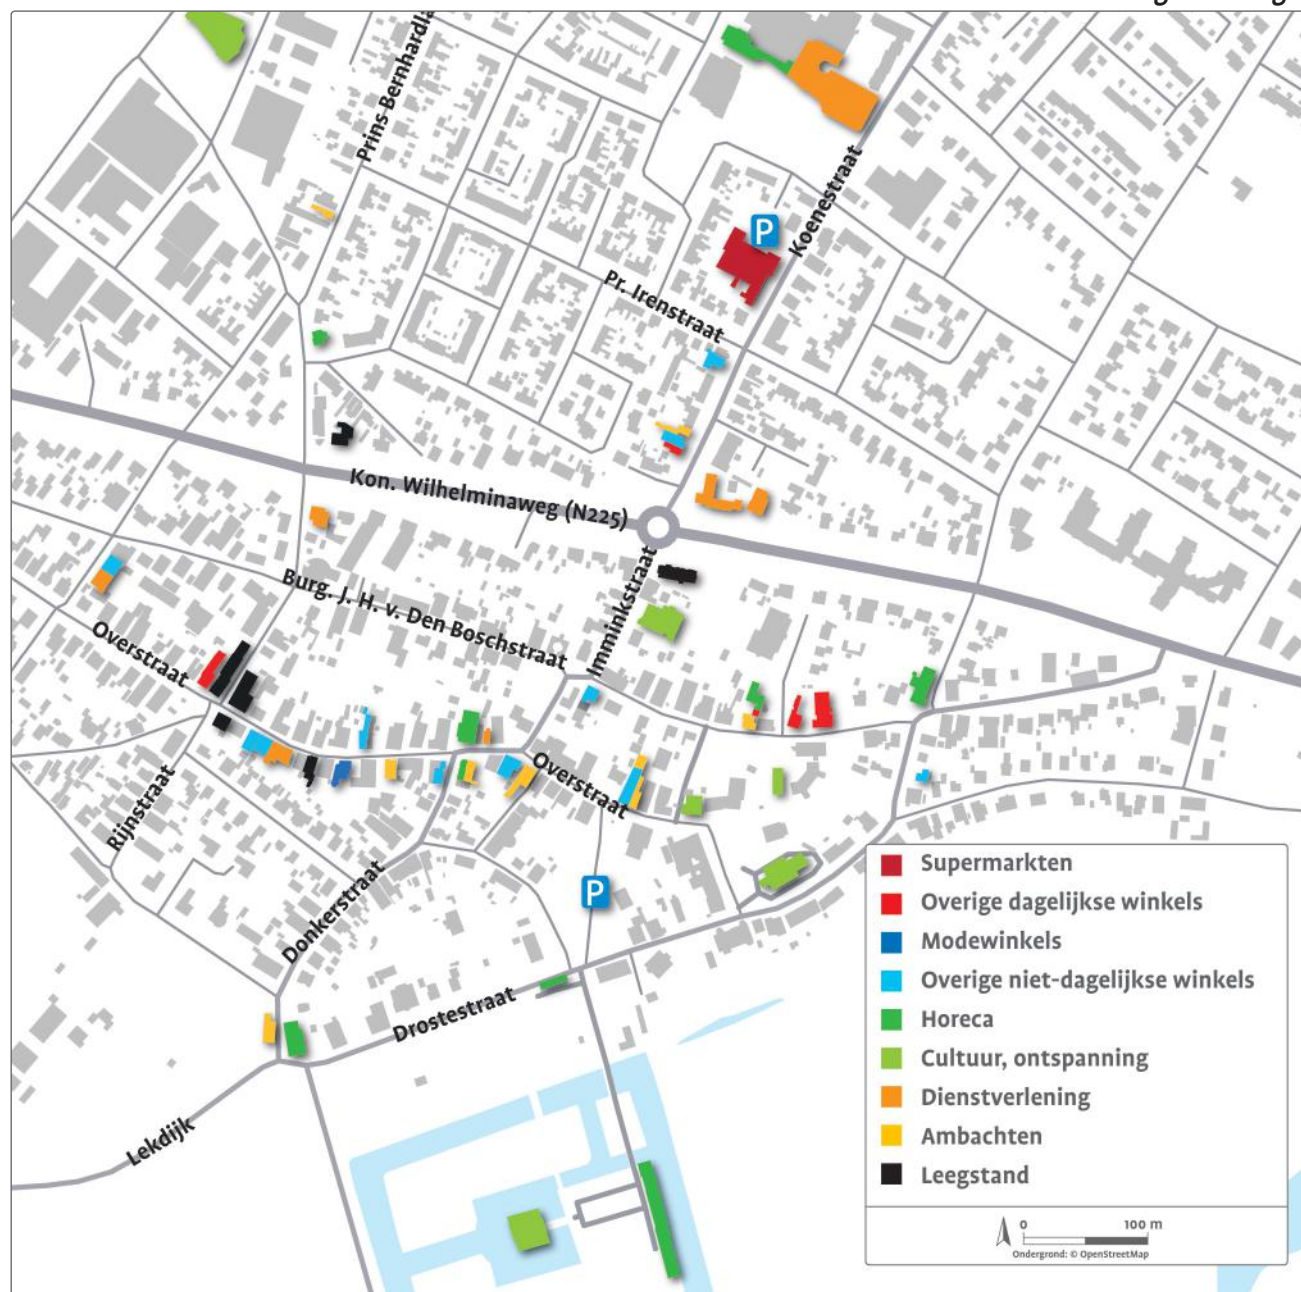 Prins Bernhardla
P
Koenestraat
Pr. Irenstraat
Kon. Wilhelminaweg (N225)
Imminkstraat
Burg. J. H. v. Den Boschstraat
Overstraat
Overstraat
Rijnstraat
Donkerstraat
P
Drostestraat
Lekdijk
Supermarkten
Overige dagelijkse winkels
Modewinkels
Overige niet-dagelijkse winkels
Horeca
Cultuur, ontspanning
Dienstverlening
Ambachten
Leegstand
0 100 m
Ondergrond: © OpenStreetMap